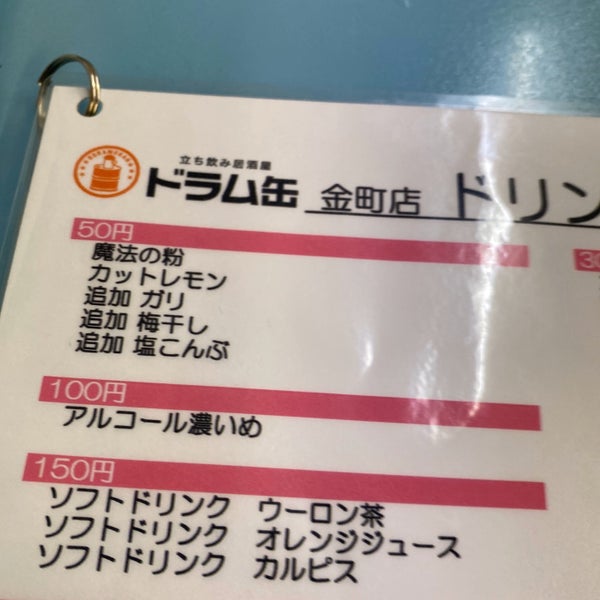 立ち飲み居酒屋
ドラム缶 金町店 ドリン
50円
魔法の粉
カットレモン
追加 ガリ
追加 梅干し
追加 塩こんぶ
30
100円
アルコール濃いめ
150円
ソフトドリンク ウーロン茶
ソフトドリンク オレンジジュース
ソフトドリンク カルピス